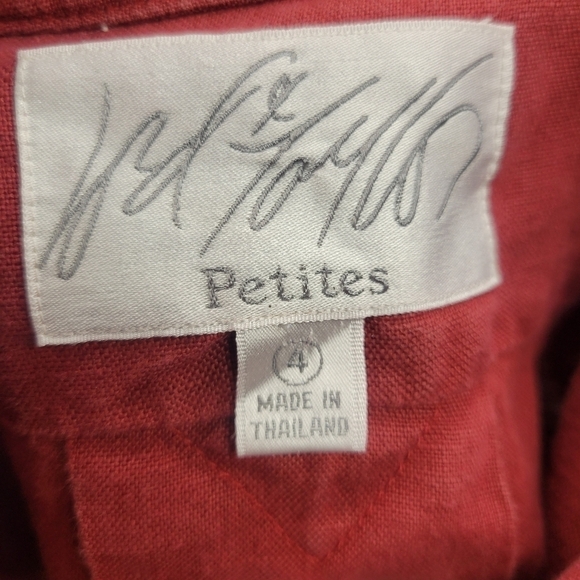 Petites
4
MADE IN
THAILAND